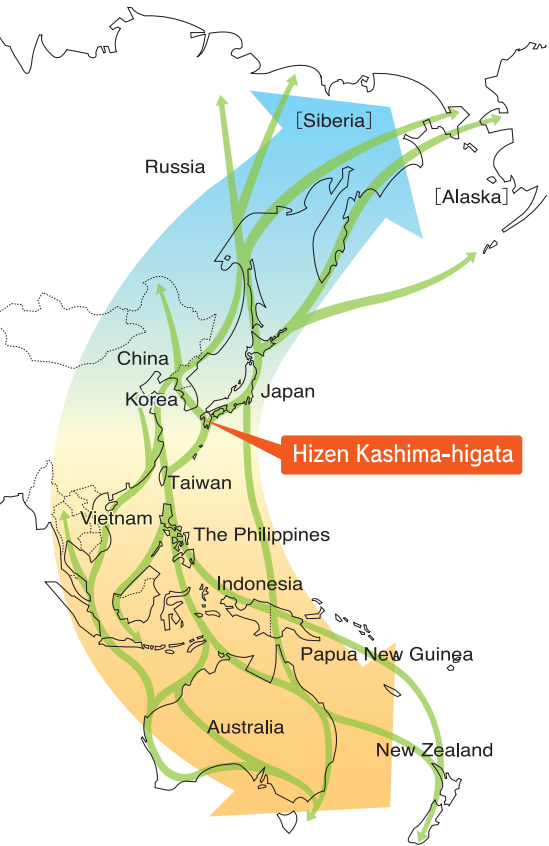 [Siberia]
Russia
[Alaska]
China
Korea
Japan
Hizen Kashima-higata
Taiwan
Vietnam
The Philippines
Indonesia
Papua New Guinea
Australia
New Zealand